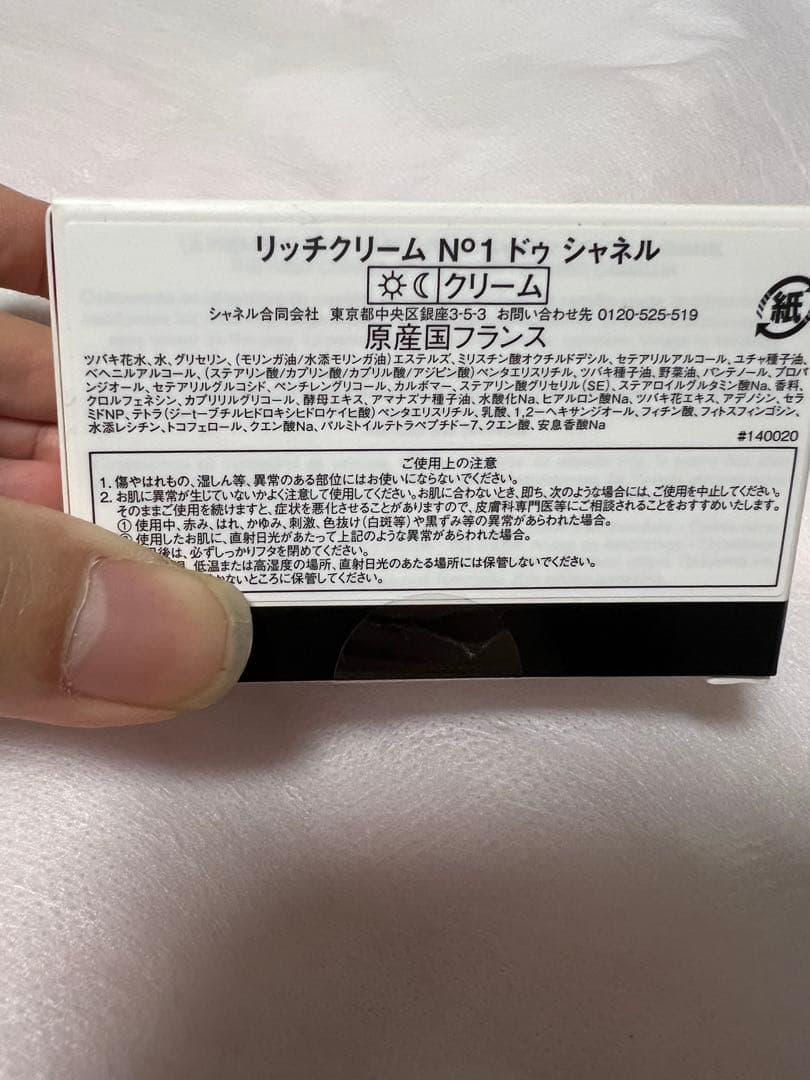 リッチクリーム Nº1 ドゥ シャネル
クリーム
シャネル合同会社 東京都中央区銀座3-5-3 お問い合わせ先 0120-525-519
原産国フランス
紙
ツバキ花水、水、グリセリン、(モリンガ油/水添モリンガ油)エステルズ、ミリスチン酸オクチルドデシル、セテアリルアルコール、ユチャ種子油、
ベヘニルアルコール、(ステアリン酸/カプリン酸/カプリル酸/アジピン酸)ペンタエリスリチル、ツバキ種子油、野菜油、パンテノール、プロパ
ンジオール、セテアリルグルコシド、ペンチレングリコール、カルボマー、ステアリン酸グリセリル(SE)、ステアロイルグルタミン酸Na、香料、
クロルフェネシン、カプリリルグリコール、酵母エキス、アマナズナ種子油、水酸化Na、ヒアルロン酸Na、ツバキ花エキス、アデノシン、セラ
ミドNP、テトラ(ジーtーブチルヒドロキシヒドロケイヒ酸)ペンタエリスリチル、乳酸、1,2ーヘキサンジオール、フィチン酸、フィトスフィンゴシン、
水添レシチン、トコフェロール、クエン酸Na、パルミトイルテトラペプチドー7、クエン酸、安息香酸Na
#140020
ご使用上の注意
1. 傷やはれもの、湿しん等、異常のある部位にはお使いにならないでください。
2. お肌に異常が生じていないかよく注意して使用してください。お肌に合わないとき、即ち、次のような場合には、ご使用を中止してください。
そのままご使用を続けますと、症状を悪化させることがありますので、皮膚科専門医等にご相談されることをおすすめいたします。
① 使用中、赤み、はれ、かゆみ、刺激、色抜け(白斑等)や黒ずみ等の異常があらわれた場合。
使用したお肌に、直射日光があたって上記のような異常があらわれた場合。
後は、必ずしっかりフタを閉めてください。
低温または高湿度の場所、直射日光のあたる場所には保管しないでください。
かないところに保管してください。